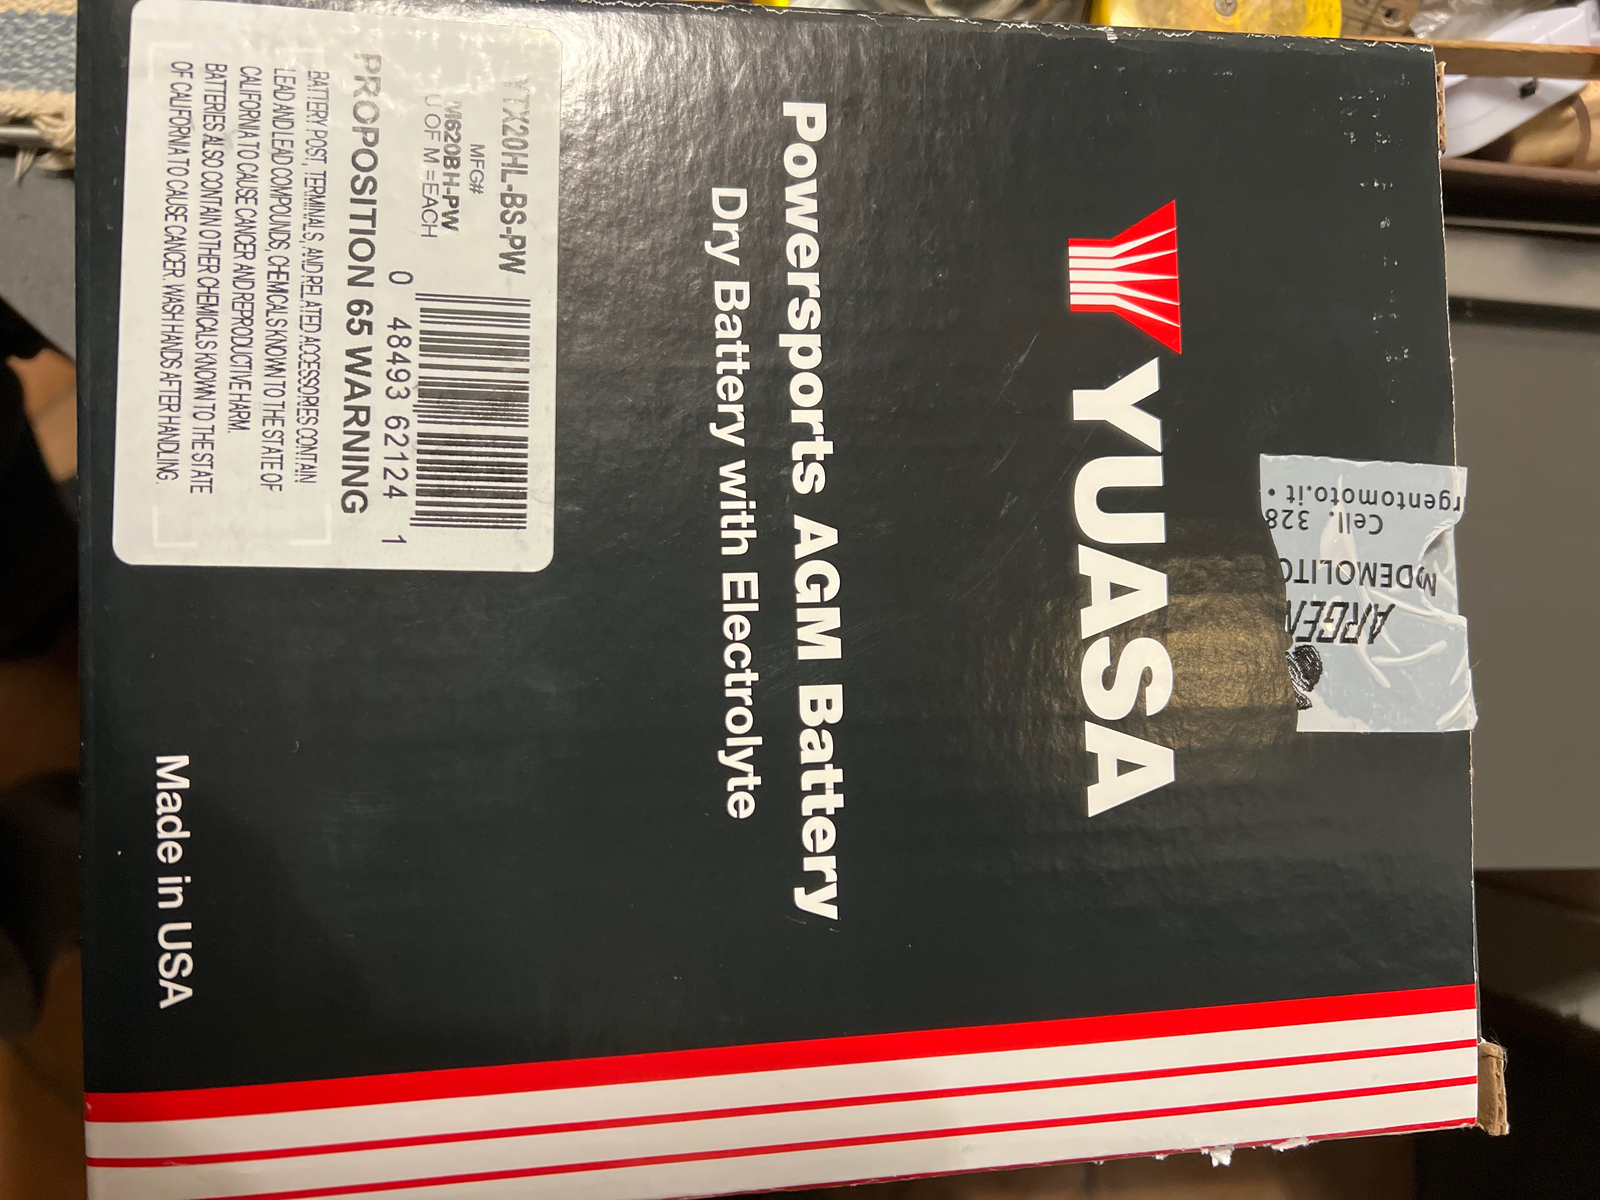 YUASA
Powersports AGM Battery
Dry Battery with Electrolyte
YTX20HL-BS-PW
MFG#
U OF M =EACH
0 48493 62124 1
PROPOSITION 65 WARNING
BATTERY POST, TERMINALS, AND RELATED ACCESSORIES CONTAIN
LEAD AND LEAD COMPOUNDS, CHEMICALS KNOWN TO THE STATE OF
CALIFORNIA TO CAUSE CANCER AND REPRODUCTIVE HARM.
BATTERIES ALSO CONTAIN OTHER CHEMICALS KNOWN TO THE STATE
OF CALIFORNIA TO CAUSE CANCER. WASH HANDS AFTER HANDLING.
Made in USA
ARGEN
DEMOLITO
Cell. 328
rgentomoto.it •